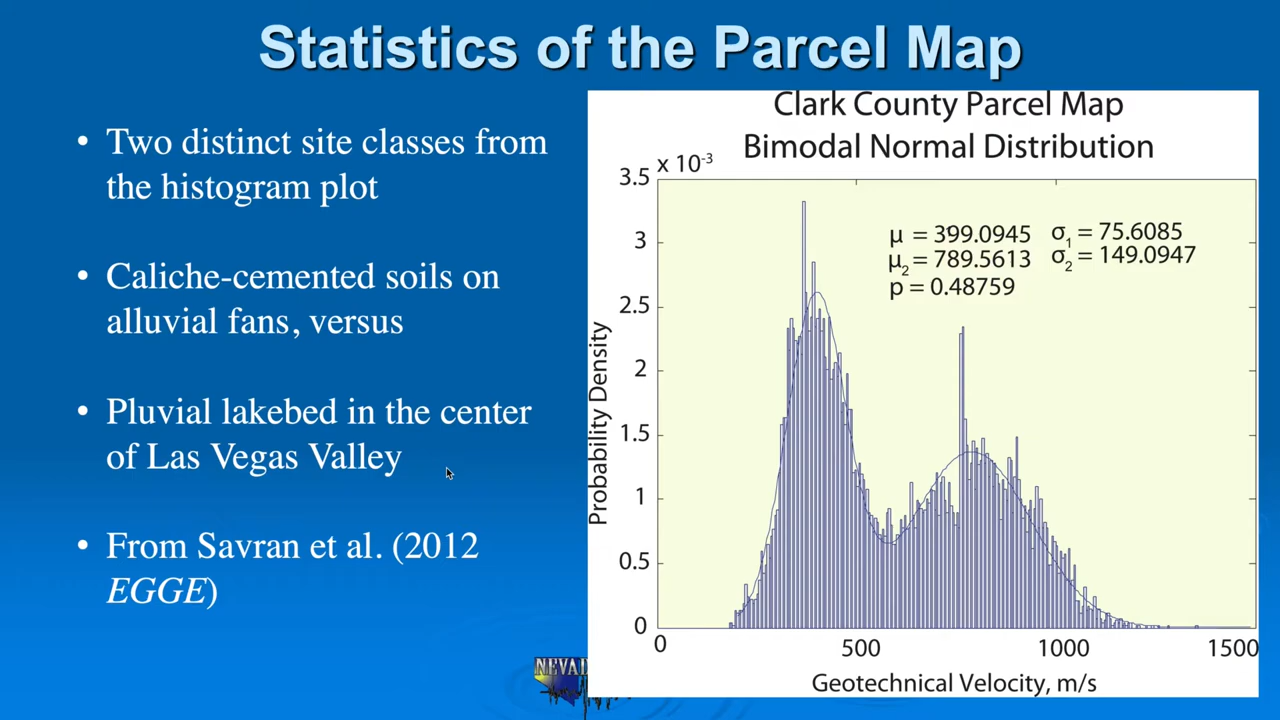 Statistics of the Parcel Map
• Two distinct site classes from
the histogram plot
• Caliche-cemented soils on
alluvial fans, versus
• Pluvial lakebed in the center
of Las Vegas Valley
• From Savran et al. (2012
EGGE)
Clark County Parcel Map
Bimodal Normal Distribution
x 10-3
3.5
3
2.5
2
1.5
1
0.5
0
Probability Density
μ = 399.0945 σ1 = 75.6085
μ2 = 789.5613 σ2 = 149.0947
p = 0.48759
0 500 1000 1500
Geotechnical Velocity, m/s